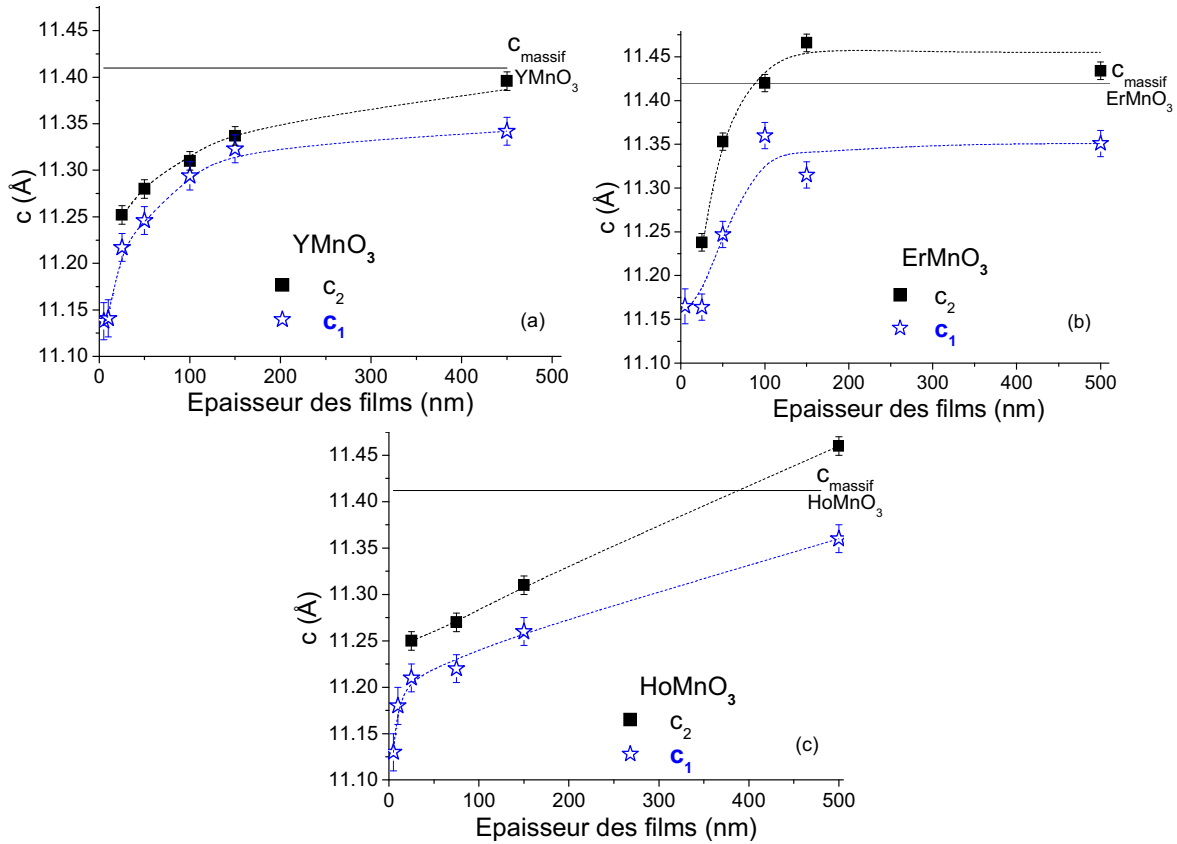 11.45
11.40
11.35
11.30
11.25
11.20
11.15
11.10
c (Å)
0 100 200 300 400 500
Epaisseur des films (nm)
c massif
YMnO3
YMnO3
c2
c1
(a)
11.45
11.40
11.35
11.30
11.25
11.20
11.15
11.10
c (Å)
0 100 200 300 400 500
Epaisseur des films (nm)
c massif
ErMnO3
ErMnO3
c2
c1
(b)
11.45
11.40
11.35
11.30
11.25
11.20
11.15
11.10
c (Å)
0 100 200 300 400 500
Epaisseur des films (nm)
c massif
HoMnO3
HoMnO3
c2
c1
(c)